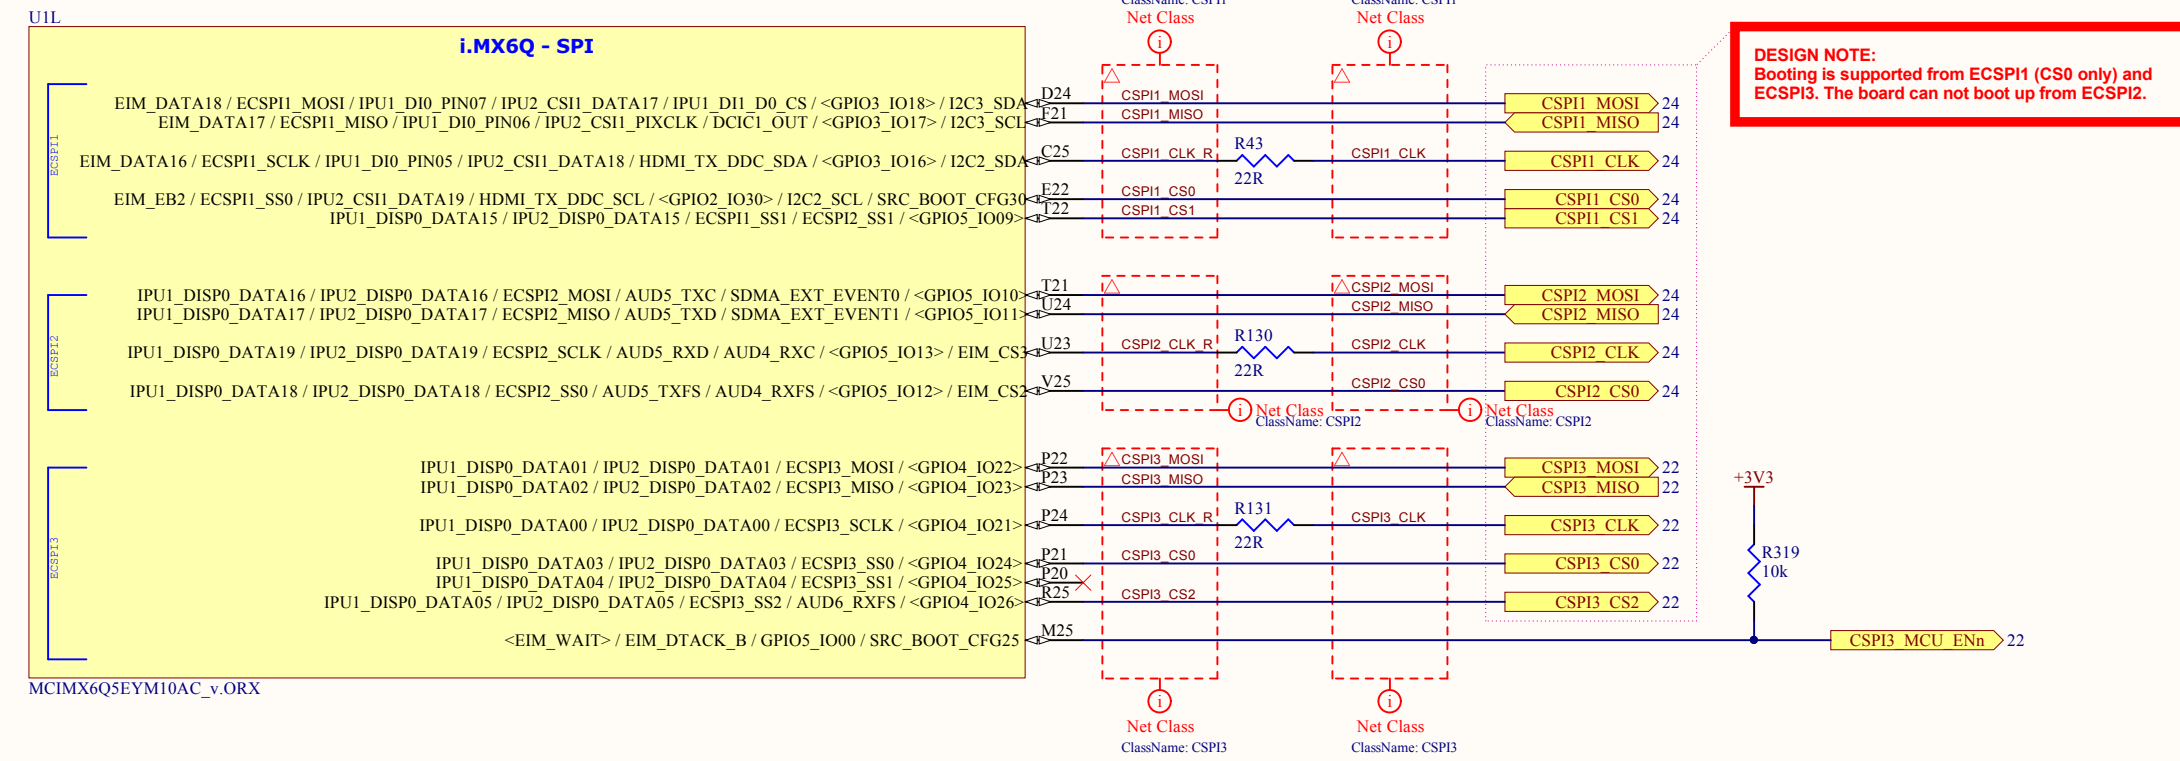 U1L
i.MX6Q - SPI
ECSPI1
EIM_DATA18 / ECSPI1_MOSI / IPU1_DI0_PIN07 / IPU2_CSI1_DATA17 / IPU1_DI1_D0_CS / <GPIO3_IO18> / I2C3_SDA
EIM_DATA17 / ECSPI1_MISO / IPU1_DI0_PIN06 / IPU2_CSI1_PIXCLK / DCIC1_OUT / <GPIO3_IO17> / I2C3_SCL
EIM_DATA16 / ECSPI1_SCLK / IPU1_DI0_PIN05 / IPU2_CSI1_DATA18 / HDMI_TX_DDC_SDA / <GPIO3_IO16> / I2C2_SDA
EIM_EB2 / ECSPI1_SS0 / IPU2_CSI1_DATA19 / HDMI_TX_DDC_SCL / <GPIO2_IO30> / I2C2_SCL / SRC_BOOT_CFG30
IPU1_DISP0_DATA15 / IPU2_DISP0_DATA15 / ECSPI1_SS1 / ECSPI2_SS1 / <GPIO5_IO09>
ECSPI2
IPU1_DISP0_DATA16 / IPU2_DISP0_DATA16 / ECSPI2_MOSI / AUD5_TXC / SDMA_EXT_EVENT0 / <GPIO5_IO10>
IPU1_DISP0_DATA17 / IPU2_DISP0_DATA17 / ECSPI2_MISO / AUD5_TXD / SDMA_EXT_EVENT1 / <GPIO5_IO11>
IPU1_DISP0_DATA19 / IPU2_DISP0_DATA19 / ECSPI2_SCLK / AUD5_RXD / AUD4_RXC / <GPIO5_IO13> / EIM_CS3
IPU1_DISP0_DATA18 / IPU2_DISP0_DATA18 / ECSPI2_SS0 / AUD5_TXFS / AUD4_RXFS / <GPIO5_IO12> / EIM_CS2
ECSPI3
IPU1_DISP0_DATA01 / IPU2_DISP0_DATA01 / ECSPI3_MOSI / <GPIO4_IO22>
IPU1_DISP0_DATA02 / IPU2_DISP0_DATA02 / ECSPI3_MISO / <GPIO4_IO23>
IPU1_DISP0_DATA00 / IPU2_DISP0_DATA00 / ECSPI3_SCLK / <GPIO4_IO21>
IPU1_DISP0_DATA03 / IPU2_DISP0_DATA03 / ECSPI3_SS0 / <GPIO4_IO24>
IPU1_DISP0_DATA04 / IPU2_DISP0_DATA04 / ECSPI3_SS1 / <GPIO4_IO25>
IPU1_DISP0_DATA05 / IPU2_DISP0_DATA05 / ECSPI3_SS2 / AUD6_RXFS / <GPIO4_IO26>
<EIM_WAIT> / EIM_DTACK_B / GPIO5_IO00 / SRC_BOOT_CFG25
MCIMX6Q5EYM10AC_v.ORX
ClassName: CSPI1
Net Class
i
ClassName: CSPI1
Net Class
i
D24 CSPI1_MOSI CSPI1_MOSI 24
F21 CSPI1_MISO CSPI1_MISO 24
R43
C25 CSPI1_CLK_R CSPI1_CLK CSPI1_CLK 24
22R
E22 CSPI1_CS0 CSPI1_CS0 24
T22 CSPI1_CS1 CSPI1_CS1 24
T21 CSPI2_MOSI CSPI2_MOSI 24
U24 CSPI2_MISO CSPI2_MISO 24
R130
U23 CSPI2_CLK_R CSPI2_CLK CSPI2_CLK 24
22R
V25 CSPI2_CS0 CSPI2_CS0 24
i Net Class
ClassName: CSPI2
i Net Class
ClassName: CSPI2
P22 CSPI3_MOSI CSPI3_MOSI 22
P23 CSPI3_MISO CSPI3_MISO 22
R131
P24 CSPI3_CLK_R CSPI3_CLK CSPI3_CLK 22
22R
P21 CSPI3_CS0 CSPI3_CS0 22
P20
R25 CSPI3_CS2 CSPI3_CS2 22
M25 CSPI3_MCU_ENn 22
+3V3
R319
10k
i
Net Class
ClassName: CSPI3
i
Net Class
ClassName: CSPI3
DESIGN NOTE:
Booting is supported from ECSPI1 (CS0 only) and
ECSPI3. The board can not boot up from ECSPI2.